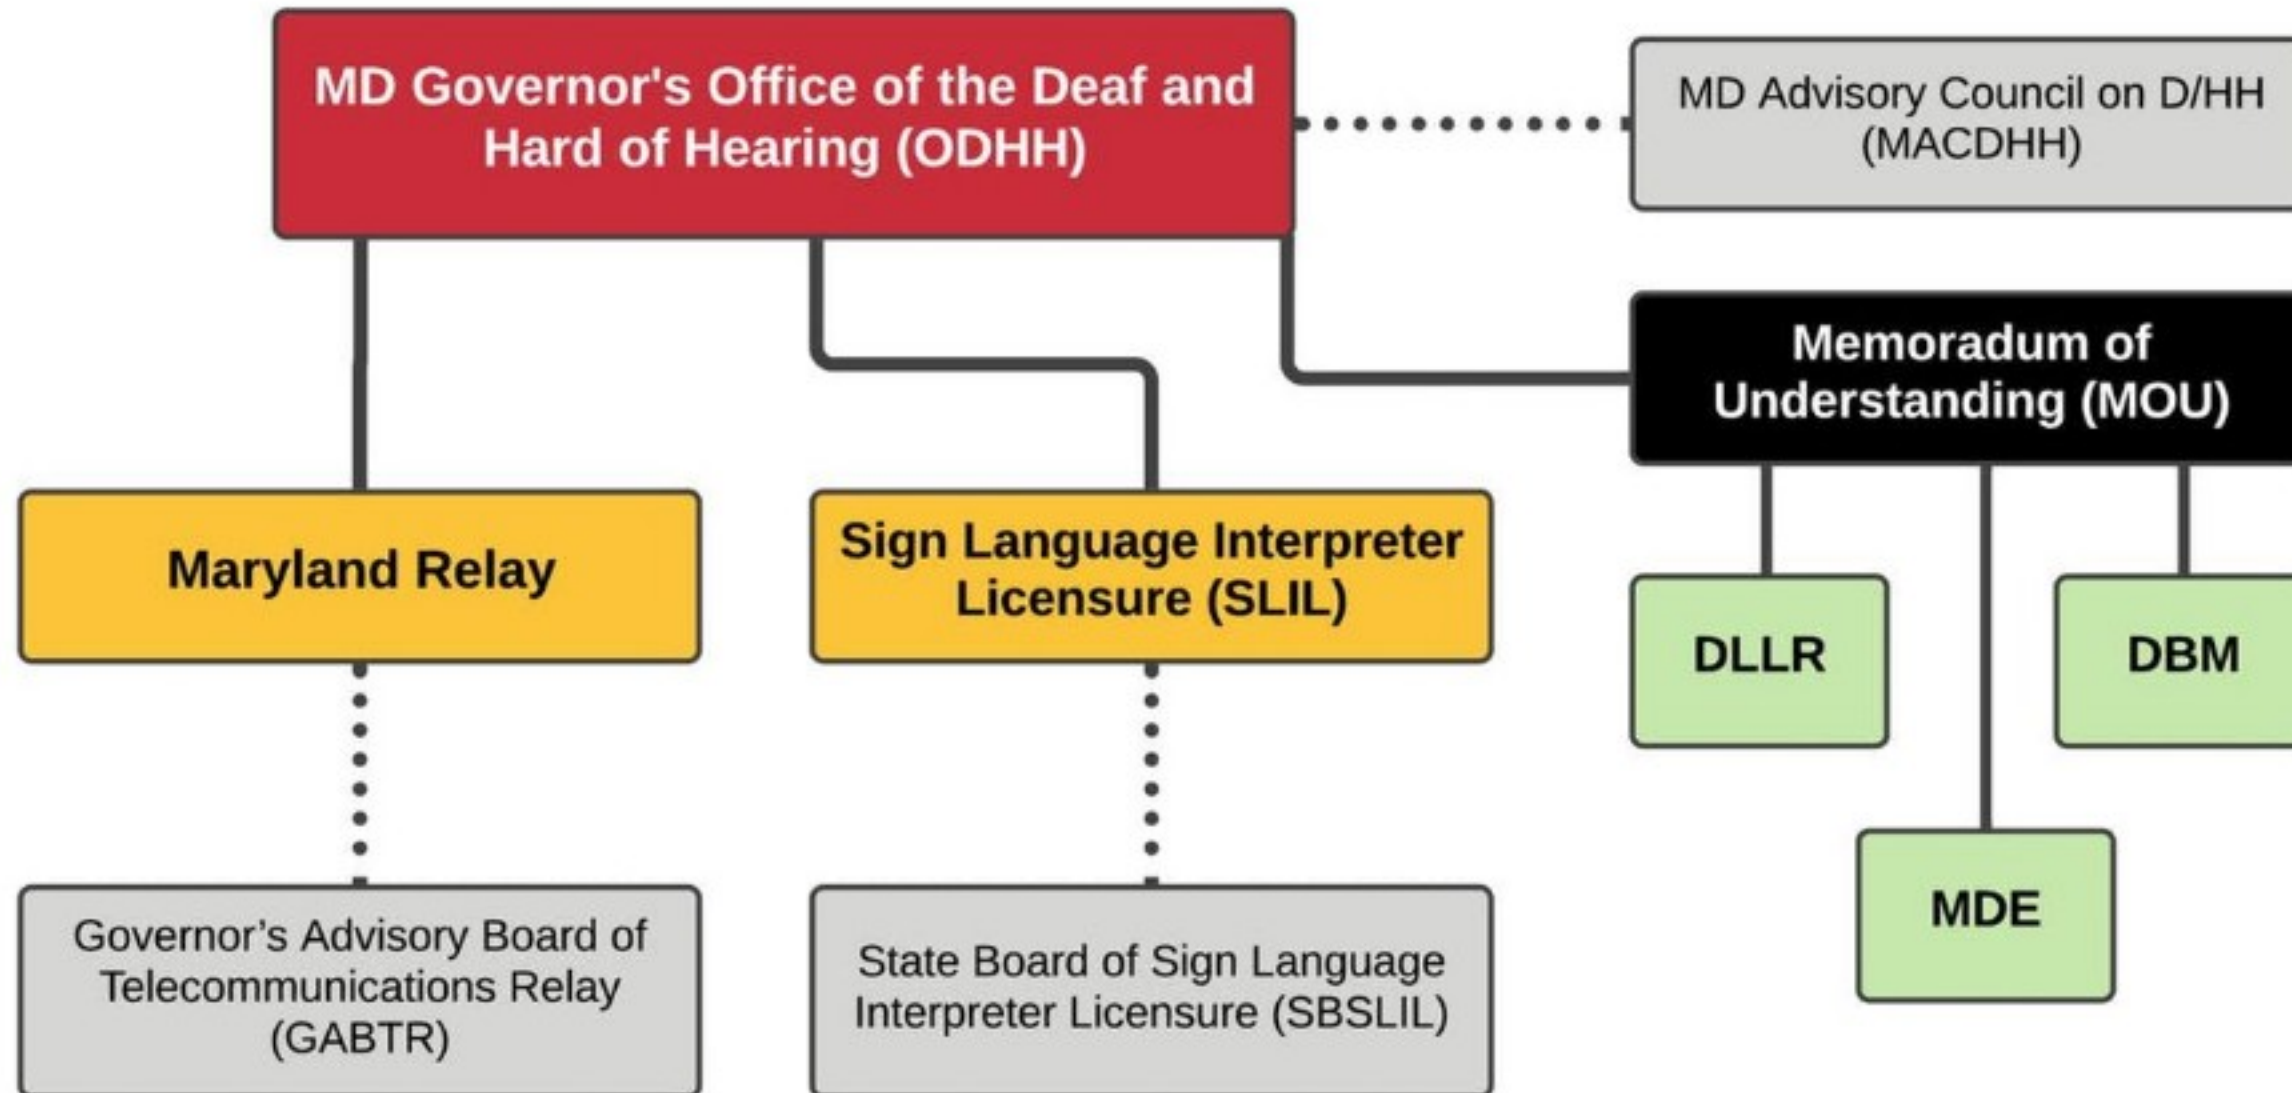 MD Governor's Office of the Deaf and
Hard of Hearing (ODHH)
MD Advisory Council on D/HH
(MACDHH)
Memoradum of
Understanding (MOU)
Maryland Relay
Sign Language Interpreter
Licensure (SLIL)
DLLR
DBM
MDE
Governor’s Advisory Board of
Telecommunications Relay
(GABTR)
State Board of Sign Language
Interpreter Licensure (SBSLIL)